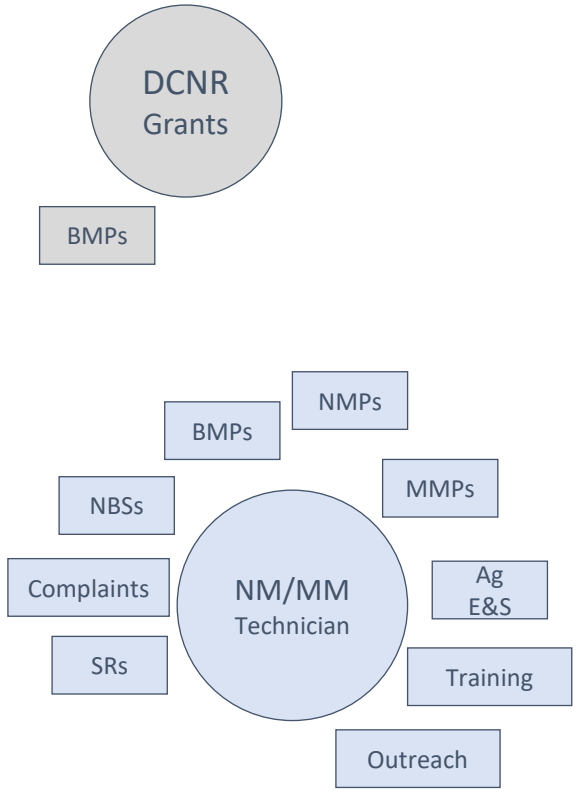 DCNR
Grants
BMPs
NMPs
BMPs
MMPs
NBSs
Ag
E&S
Complaints
NM/MM
Technician
SRs
Training
Outreach